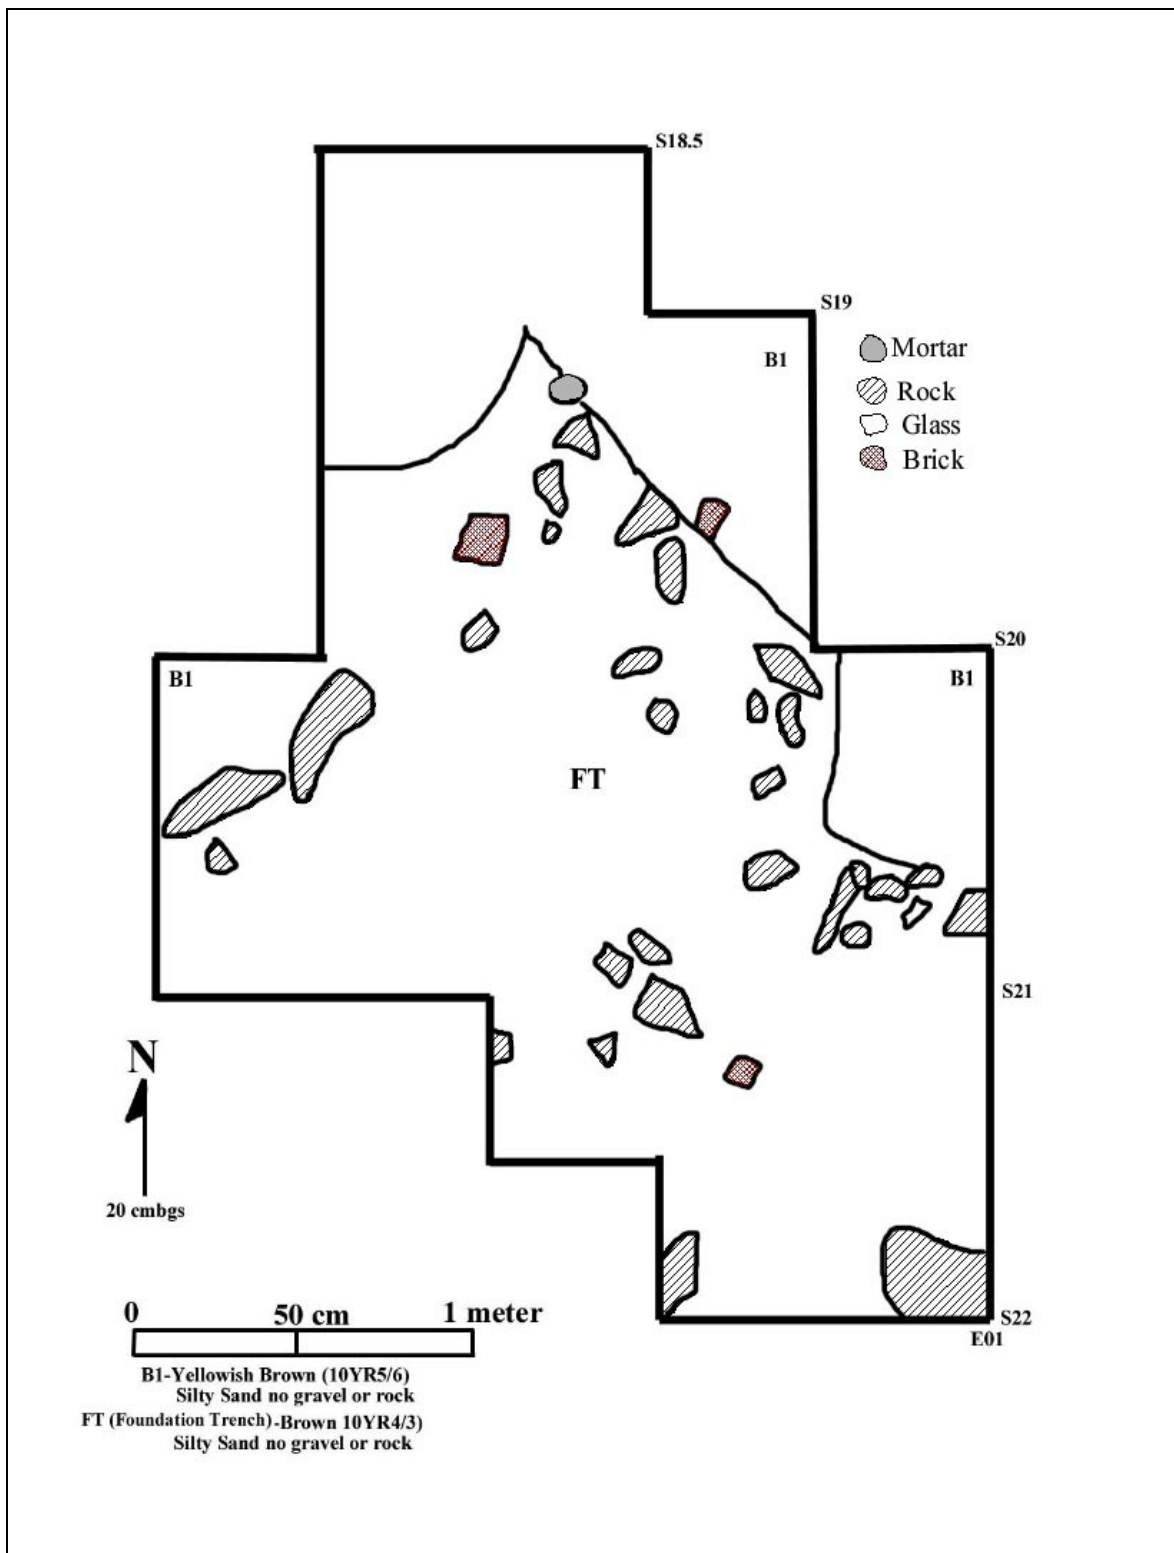 S18.5
S19
B1
Mortar
Rock
Glass
Brick
S20
B1
B1
FT
S21
N
20 cmbgs
0 50 cm 1 meter
S22
E01
B1-Yellowish Brown (10YR5/6)
Silty Sand no gravel or rock
FT (Foundation Trench)-Brown 10YR4/3)
Silty Sand no gravel or rock